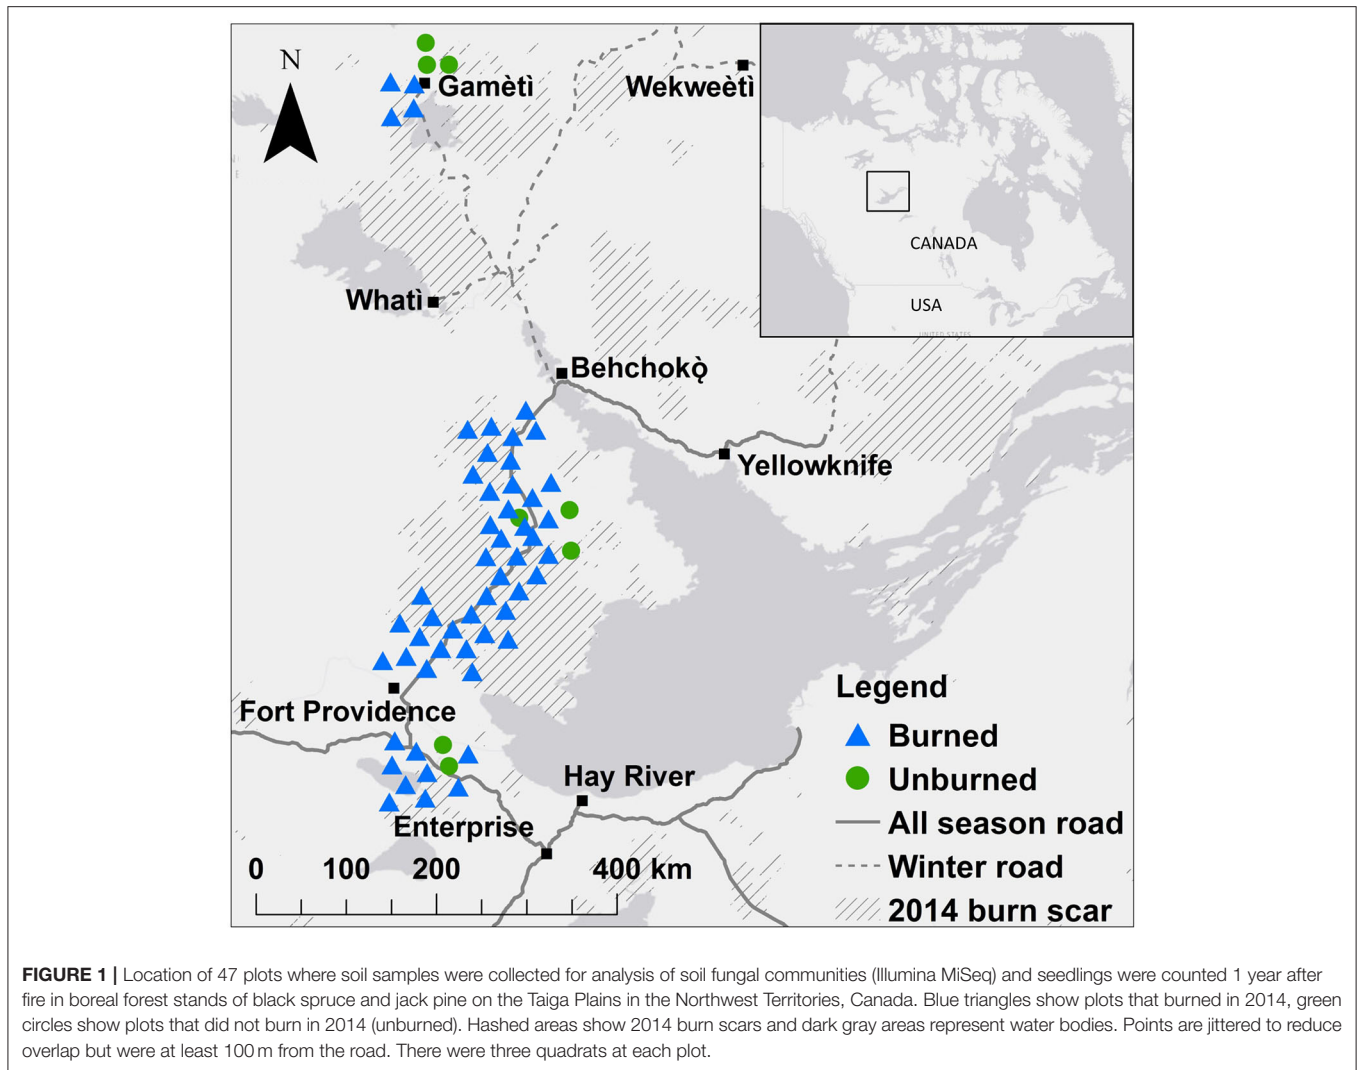 N
Gamètì
Wekweètì
CANADA
USA
UNITED STATES
Whatì
Behchokǫ̀
Yellowknife
Fort Providence
Hay River
Enterprise
0 100 200 400 km
Legend
Burned
Unburned
All season road
Winter road
2014 burn scar
FIGURE 1 | Location of 47 plots where soil samples were collected for analysis of soil fungal communities (Illumina MiSeq) and seedlings were counted 1 year after
fire in boreal forest stands of black spruce and jack pine on the Taiga Plains in the Northwest Territories, Canada. Blue triangles show plots that burned in 2014, green
circles show plots that did not burn in 2014 (unburned). Hashed areas show 2014 burn scars and dark gray areas represent water bodies. Points are jittered to reduce
overlap but were at least 100 m from the road. There were three quadrats at each plot.